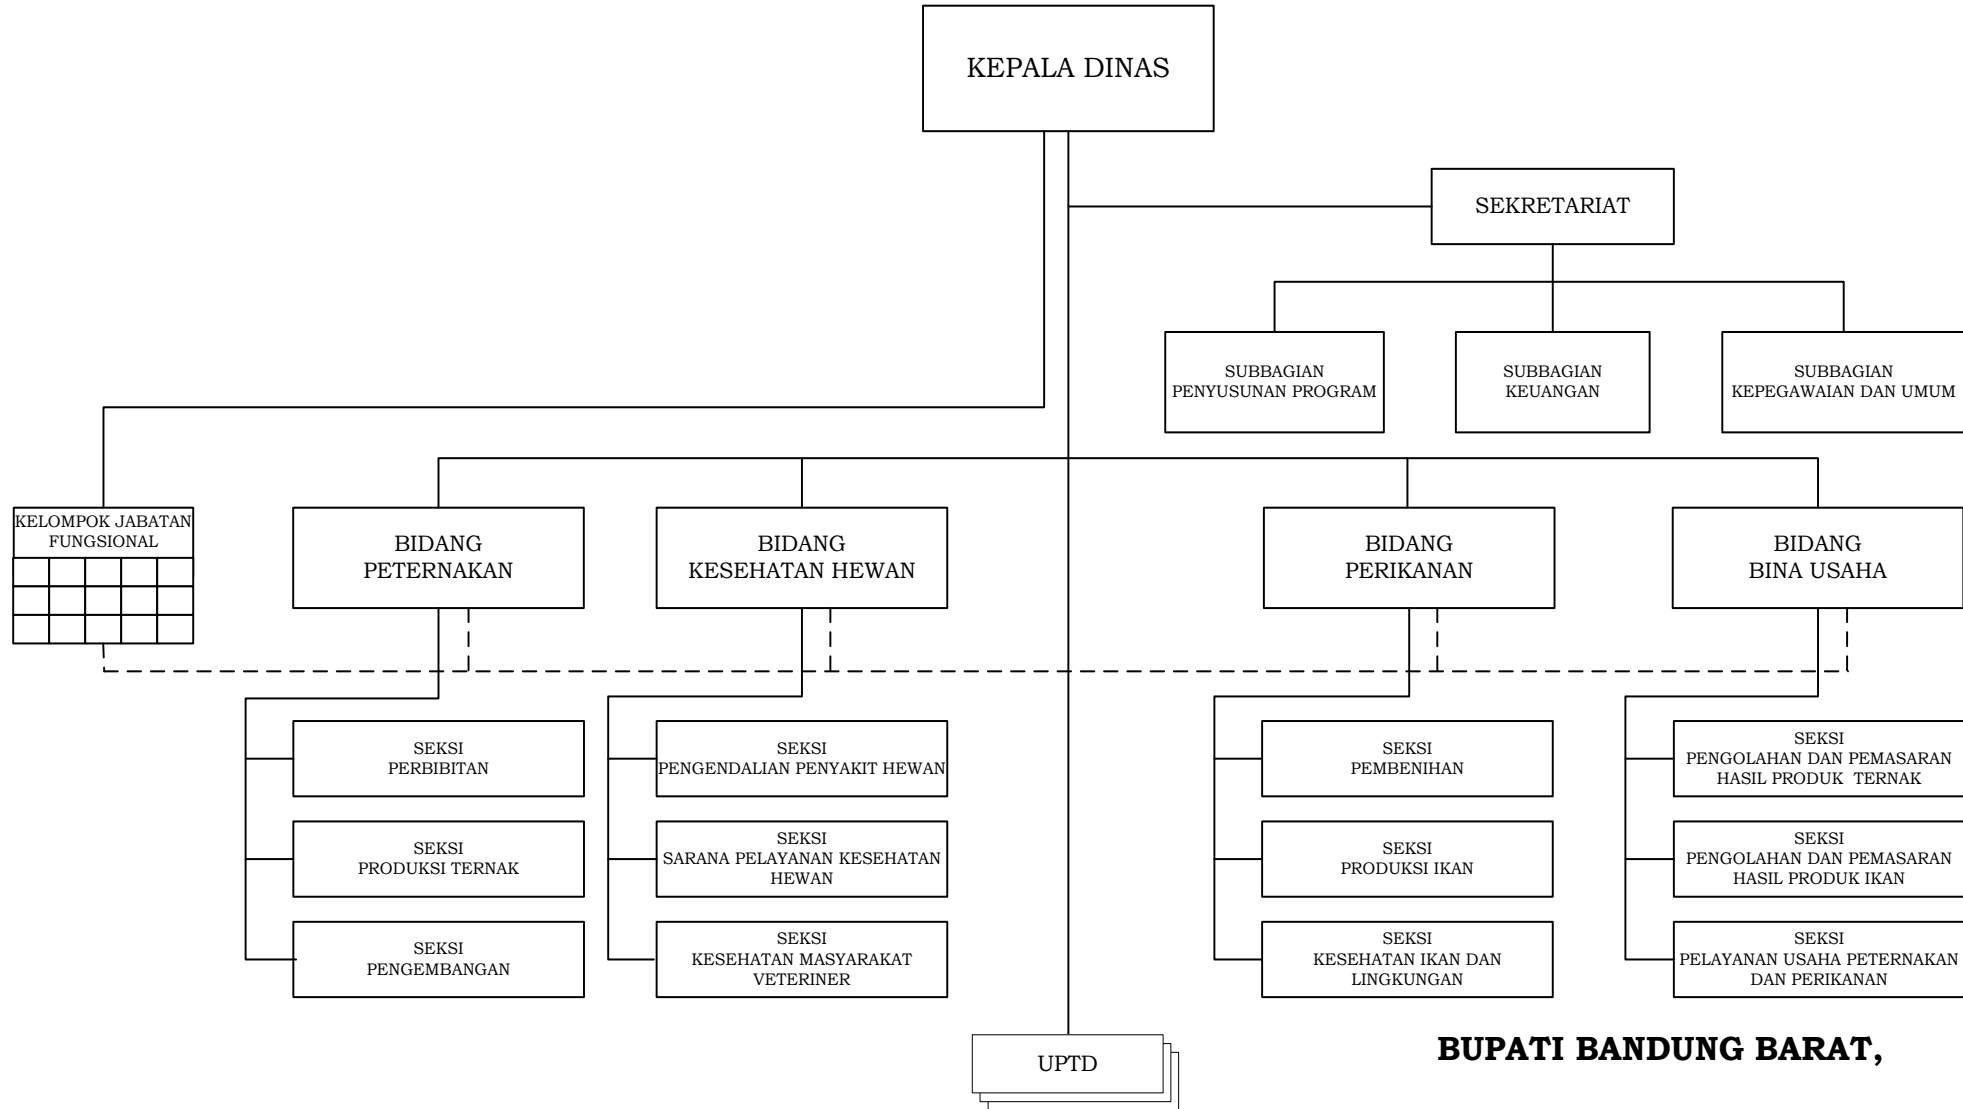 KEPALA DINAS
SEKRETARIAT
SUBBAGIAN
PENYUSUNAN PROGRAM
SUBBAGIAN
KEUANGAN
SUBBAGIAN
KEPEGAWAIAN DAN UMUM
KELOMPOK JABATAN
FUNGSIONAL
BIDANG
PETERNAKAN
BIDANG
KESEHATAN HEWAN
BIDANG
PERIKANAN
BIDANG
BINA USAHA
SEKSI
PERBIBITAN
SEKSI
PENGENDALIAN PENYAKIT HEWAN
SEKSI
PEMBENIHAN
SEKSI
PENGOLAHAN DAN PEMASARAN
HASIL PRODUK  TERNAK
SEKSI
PRODUKSI TERNAK
SEKSI
SARANA PELAYANAN KESEHATAN
HEWAN
SEKSI
PRODUKSI IKAN
SEKSI
PENGOLAHAN DAN PEMASARAN
HASIL PRODUK IKAN
SEKSI
PENGEMBANGAN
SEKSI
KESEHATAN MASYARAKAT
VETERINER
SEKSI
KESEHATAN IKAN DAN
LINGKUNGAN
SEKSI
PELAYANAN USAHA PETERNAKAN
DAN PERIKANAN
UPTD
BUPATI BANDUNG BARAT,